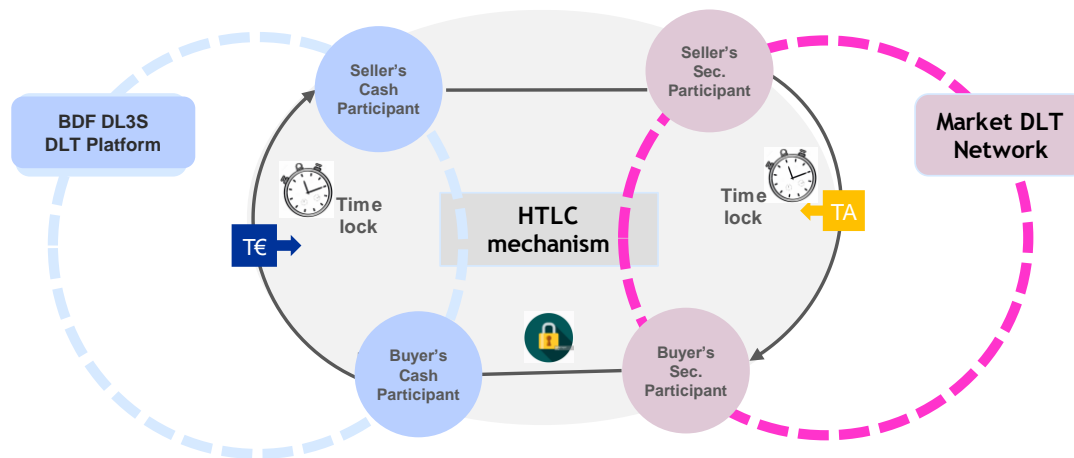 BDF DL3S
DLT Platform
Seller's
Cash
Participant
Seller's
Sec.
Participant
Market DLT
Network
Time
lock
T€
HTLC
mechanism
Time
lock
TA
Buyer's
Cash
Participant
Buyer's
Sec.
Participant